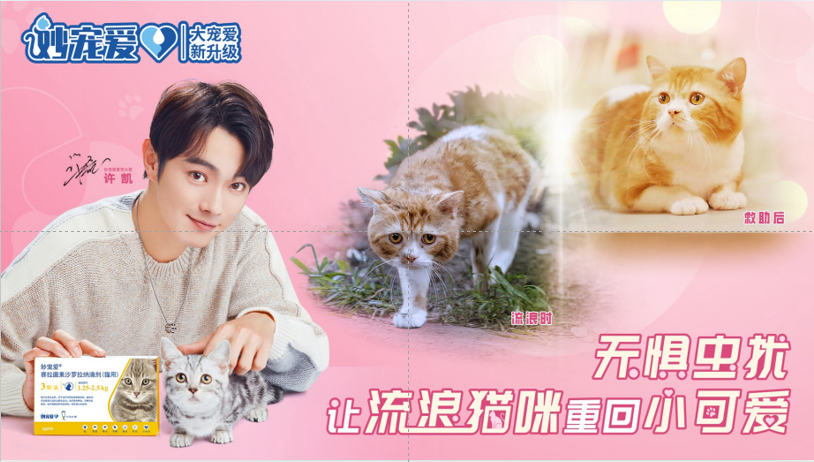 妙宠爱
大宠爱
新升级
许凯
救助后
流浪时
妙宠爱®
赛拉菌素沙罗拉纳滴剂(猫用)
1.25-2.5 kg
无惧虫扰
让流浪猫咪重回小可爱